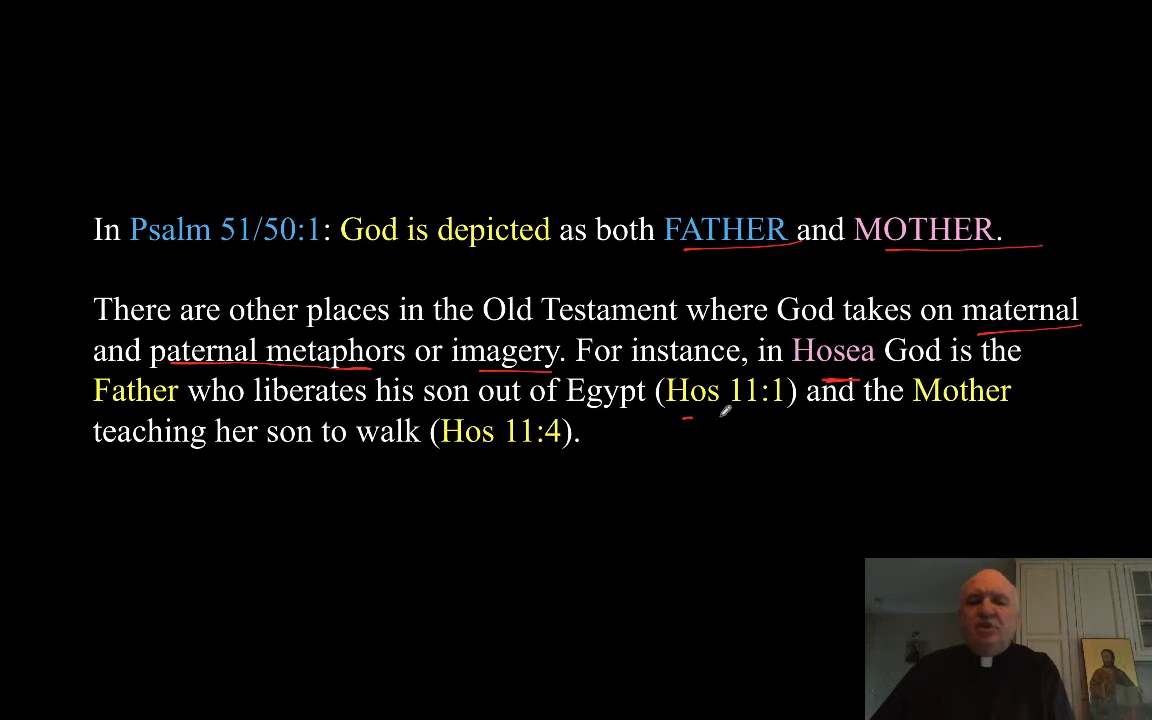 In Psalm 51/50:1: God is depicted as both FATHER and MOTHER.
There are other places in the Old Testament where God takes on maternal
and paternal metaphors or imagery. For instance, in Hosea God is the
Father who liberates his son out of Egypt (Hos 11:1) and the Mother
teaching her son to walk (Hos 11:4).